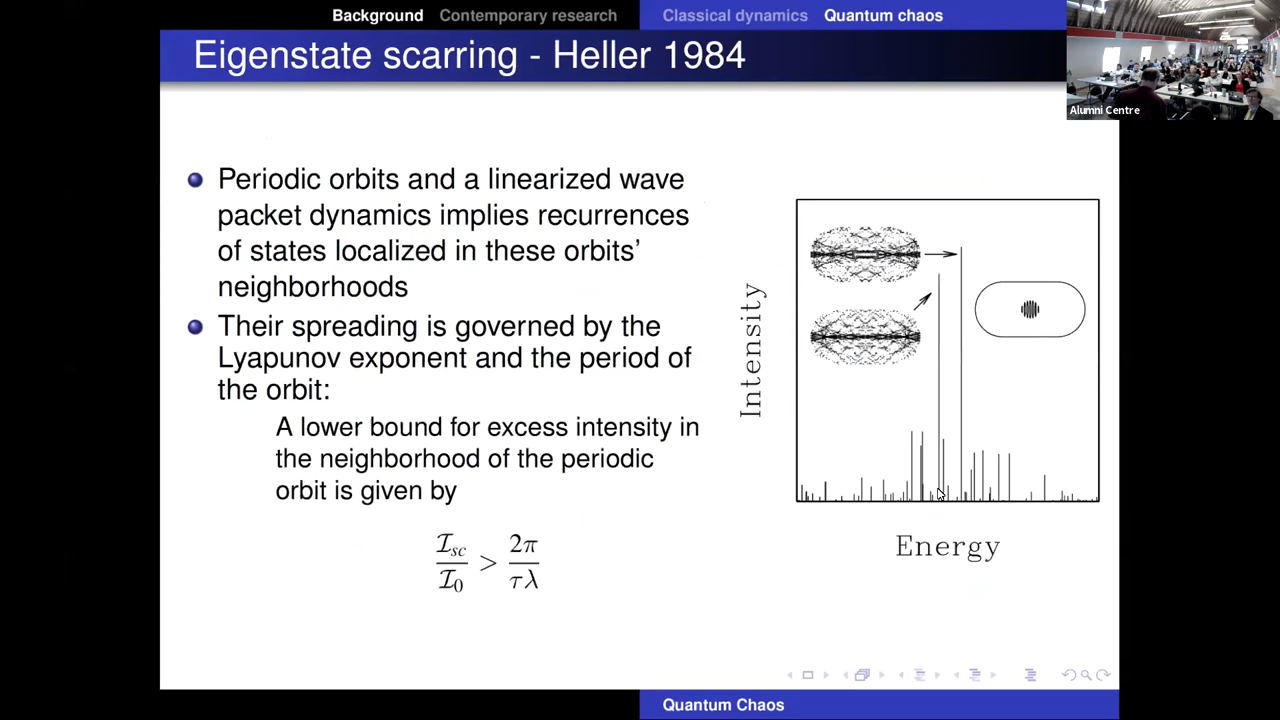 Background Contemporary research Classical dynamics Quantum chaos
Eigenstate scarring - Heller 1984
Alumni Centre
Periodic orbits and a linearized wave
packet dynamics implies recurrences
of states localized in these orbits'
neighborhoods
Their spreading is governed by the
Lyapunov exponent and the period of
the orbit:
A lower bound for excess intensity in
the neighborhood of the periodic
orbit is given by
ℐsc/ℐ0 > 2π/τλ
Intensity
Energy
Quantum Chaos